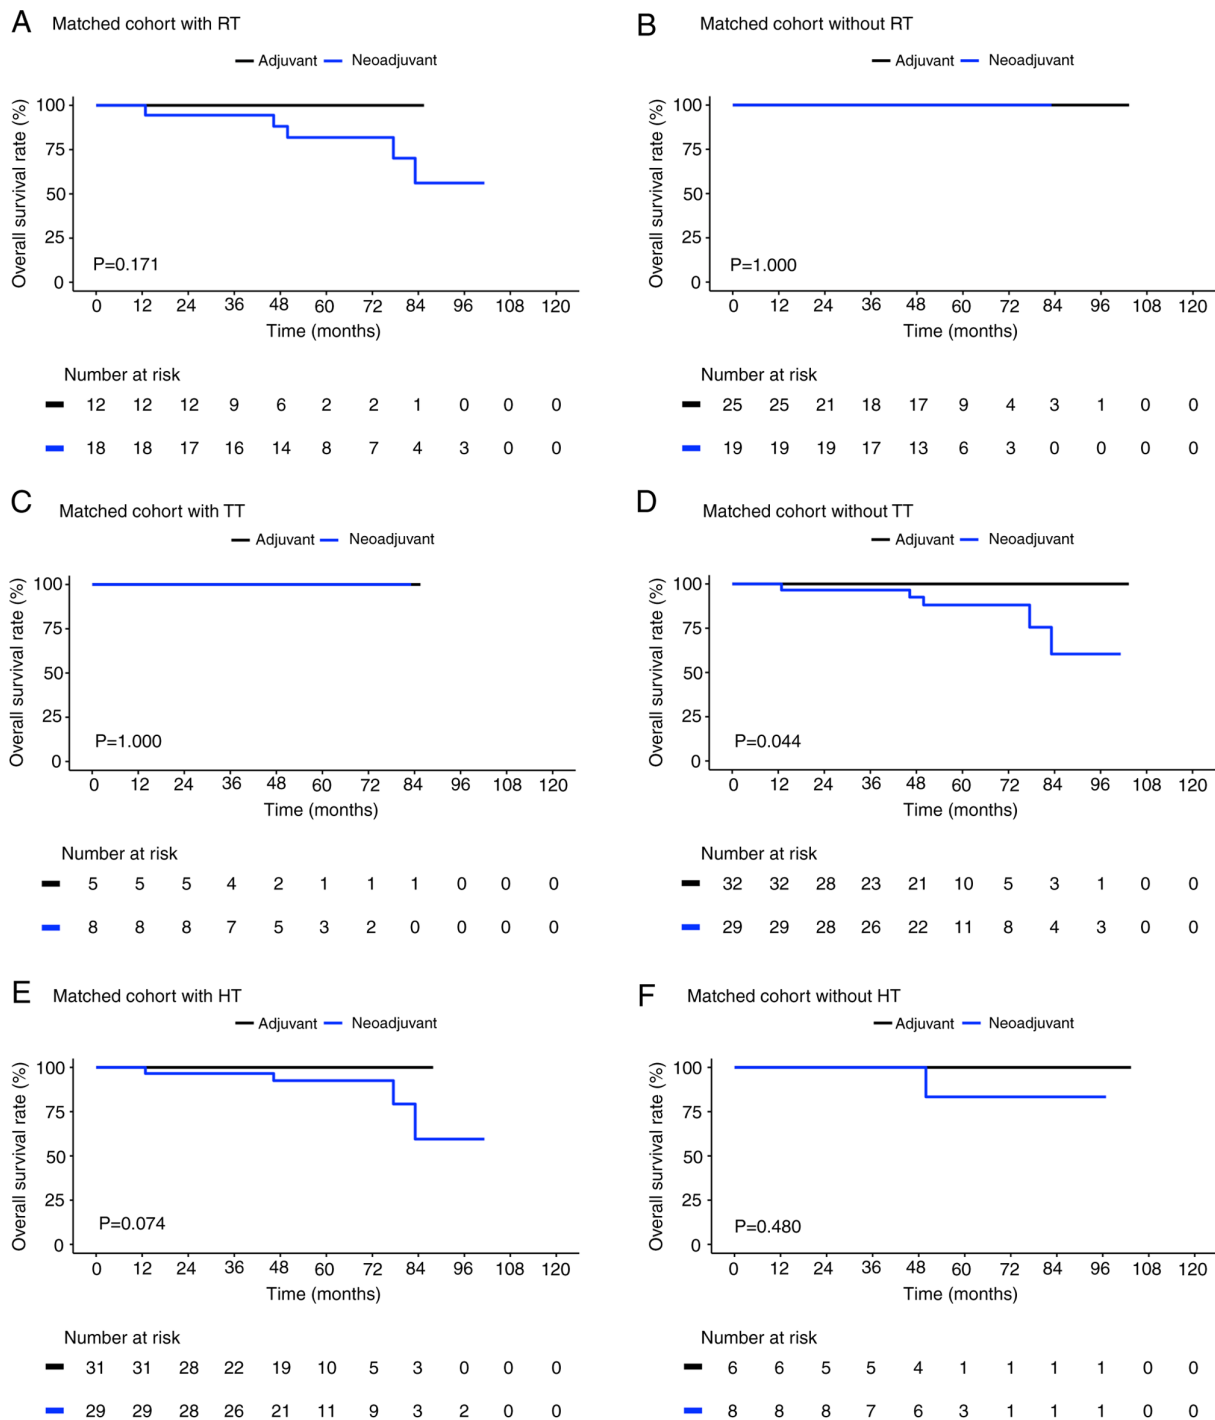 A Matched cohort with RT
Adjuvant Neoadjuvant
Overall survival rate (%)
100
75
50
25
0
P=0.171
0 12 24 36 48 60 72 84 96 108 120
Time (months)
Number at risk
12 12 12 9 6 2 2 1 0 0 0
18 18 17 16 14 8 7 4 3 0 0
B Matched cohort without RT
Adjuvant Neoadjuvant
Overall survival rate (%)
100
75
50
25
0
P=1.000
0 12 24 36 48 60 72 84 96 108 120
Time (months)
Number at risk
25 25 21 18 17 9 4 3 1 0 0
19 19 19 17 13 6 3 0 0 0 0
C Matched cohort with TT
Adjuvant Neoadjuvant
Overall survival rate (%)
100
75
50
25
0
P=1.000
0 12 24 36 48 60 72 84 96 108 120
Time (months)
Number at risk
5 5 5 4 2 1 1 1 0 0 0
8 8 8 7 5 3 2 0 0 0 0
D Matched cohort without TT
Adjuvant Neoadjuvant
Overall survival rate (%)
100
75
50
25
0
P=0.044
0 12 24 36 48 60 72 84 96 108 120
Time (months)
Number at risk
32 32 28 23 21 10 5 3 1 0 0
29 29 28 26 22 11 8 4 3 0 0
E Matched cohort with HT
Adjuvant Neoadjuvant
Overall survival rate (%)
100
75
50
25
0
P=0.074
0 12 24 36 48 60 72 84 96 108 120
Time (months)
Number at risk
31 31 28 22 19 10 5 3 0 0 0
29 29 28 26 21 11 9 3 2 0 0
F Matched cohort without HT
Adjuvant Neoadjuvant
Overall survival rate (%)
100
75
50
25
0
P=0.480
0 12 24 36 48 60 72 84 96 108 120
Time (months)
Number at risk
6 6 5 5 4 1 1 1 1 0 0
8 8 8 7 6 3 1 1 1 0 0